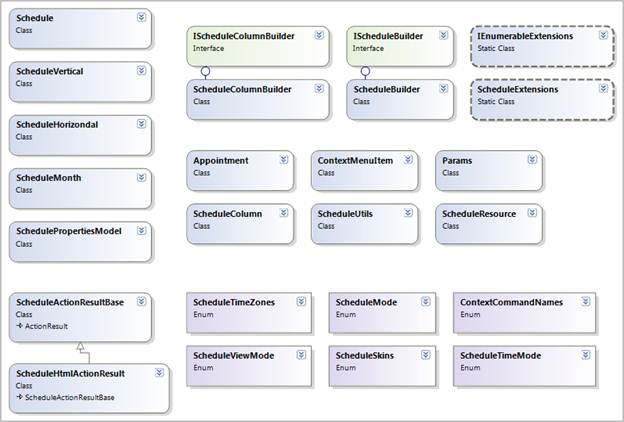 Schedule
Class
ScheduleVertical
Class
ScheduleHorizondal
Class
ScheduleMonth
Class
SchedulePropertiesModel
Class
ScheduleActionResultBase
Class
ActionResult
ScheduleHtmlActionResult
Class
ScheduleActionResultBase
IScheduleColumnBuilder
Interface
ScheduleColumnBuilder
Class
IScheduleBuilder
Interface
ScheduleBuilder
Class
IEnumerableExtensions
Static Class
ScheduleExtensions
Static Class
Appointment
Class
ContextMenuItem
Class
Params
Class
ScheduleColumn
Class
ScheduleUtils
Class
ScheduleResource
Class
ScheduleTimeZones
Enum
ScheduleMode
Enum
ContextCommandNames
Enum
ScheduleViewMode
Enum
ScheduleSkins
Enum
ScheduleTimeMode
Enum